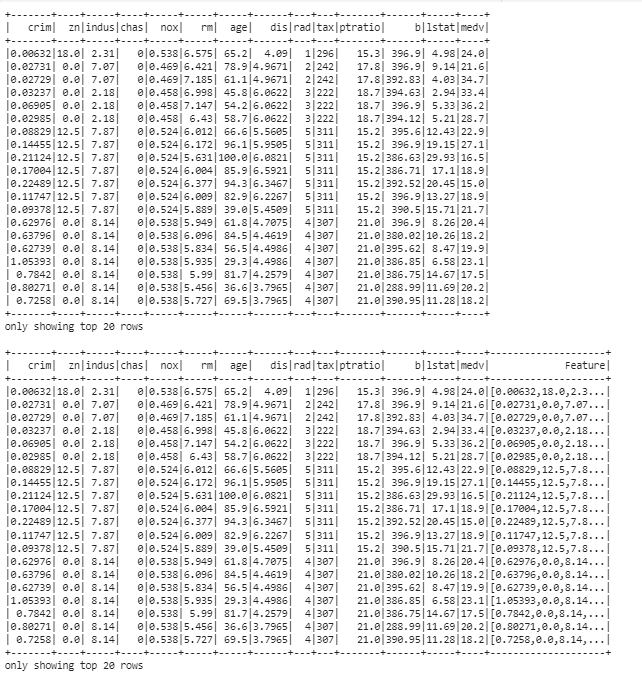 +-------+----+-----+----+-----+-----+-----+------+---+---+-------+------+-----+----+
|   crim|  zn|indus|chas|  nox|   rm|  age|   dis|rad|tax|ptratio|     b|lstat|medv|
+-------+----+-----+----+-----+-----+-----+------+---+---+-------+------+-----+----+
|0.00632|18.0| 2.31|   0|0.538|6.575| 65.2|  4.09|  1|296|   15.3| 396.9| 4.98|24.0|
|0.02731| 0.0| 7.07|   0|0.469|6.421| 78.9|4.9671|  2|242|   17.8| 396.9| 9.14|21.6|
|0.02729| 0.0| 7.07|   0|0.469|7.185| 61.1|4.9671|  2|242|   17.8|392.83| 4.03|34.7|
|0.03237| 0.0| 2.18|   0|0.458|6.998| 45.8|6.0622|  3|222|   18.7|394.63| 2.94|33.4|
|0.06905| 0.0| 2.18|   0|0.458|7.147| 54.2|6.0622|  3|222|   18.7| 396.9| 5.33|36.2|
|0.02985| 0.0| 2.18|   0|0.458| 6.43| 58.7|6.0622|  3|222|   18.7|394.12| 5.21|28.7|
|0.08829|12.5| 7.87|   0|0.524|6.012| 66.6|5.5605|  5|311|   15.2| 395.6|12.43|22.9|
|0.14455|12.5| 7.87|   0|0.524|6.172| 96.1|5.9505|  5|311|   15.2| 396.9|19.15|27.1|
|0.21124|12.5| 7.87|   0|0.524|5.631|100.0|6.0821|  5|311|   15.2|386.63|29.93|16.5|
|0.17004|12.5| 7.87|   0|0.524|6.004| 85.9|6.5921|  5|311|   15.2|386.71| 17.1|18.9|
|0.22489|12.5| 7.87|   0|0.524|6.377| 94.3|6.3467|  5|311|   15.2|392.52|20.45|15.0|
|0.11747|12.5| 7.87|   0|0.524|6.009| 82.9|6.2267|  5|311|   15.2| 396.9|13.27|18.9|
|0.09378|12.5| 7.87|   0|0.524|5.889| 39.0|5.4509|  5|311|   15.2| 390.5|15.71|21.7|
|0.62976| 0.0| 8.14|   0|0.538|5.949| 61.8|4.7075|  4|307|   21.0| 396.9| 8.26|20.4|
|0.63796| 0.0| 8.14|   0|0.538|6.096| 84.5|4.4619|  4|307|   21.0|380.02|10.26|18.2|
|0.62739| 0.0| 8.14|   0|0.538|5.834| 56.5|4.4986|  4|307|   21.0|395.62| 8.47|19.9|
|1.05393| 0.0| 8.14|   0|0.538|5.935| 29.3|4.4986|  4|307|   21.0|386.85| 6.58|23.1|
| 0.7842| 0.0| 8.14|   0|0.538| 5.99| 81.7|4.2579|  4|307|   21.0|386.75|14.67|17.5|
|0.80271| 0.0| 8.14|   0|0.538|5.456| 36.6|3.7965|  4|307|   21.0|288.99|11.69|20.2|
| 0.7258| 0.0| 8.14|   0|0.538|5.727| 69.5|3.7965|  4|307|   21.0|390.95|11.28|18.2|
+-------+----+-----+----+-----+-----+-----+------+---+---+-------+------+-----+----+
only showing top 20 rows
+-------+----+-----+----+-----+-----+-----+------+---+---+-------+------+-----+----+--------------------+
|   crim|  zn|indus|chas|  nox|   rm|  age|   dis|rad|tax|ptratio|     b|lstat|medv|             Feature|
+-------+----+-----+----+-----+-----+-----+------+---+---+-------+------+-----+----+--------------------+
|0.00632|18.0| 2.31|   0|0.538|6.575| 65.2|  4.09|  1|296|   15.3| 396.9| 4.98|24.0|[0.00632,18.0,2.3...|
|0.02731| 0.0| 7.07|   0|0.469|6.421| 78.9|4.9671|  2|242|   17.8| 396.9| 9.14|21.6|[0.02731,0.0,7.07...|
|0.02729| 0.0| 7.07|   0|0.469|7.185| 61.1|4.9671|  2|242|   17.8|392.83| 4.03|34.7|[0.02729,0.0,7.07...|
|0.03237| 0.0| 2.18|   0|0.458|6.998| 45.8|6.0622|  3|222|   18.7|394.63| 2.94|33.4|[0.03237,0.0,2.18...|
|0.06905| 0.0| 2.18|   0|0.458|7.147| 54.2|6.0622|  3|222|   18.7| 396.9| 5.33|36.2|[0.06905,0.0,2.18...|
|0.02985| 0.0| 2.18|   0|0.458| 6.43| 58.7|6.0622|  3|222|   18.7|394.12| 5.21|28.7|[0.02985,0.0,2.18...|
|0.08829|12.5| 7.87|   0|0.524|6.012| 66.6|5.5605|  5|311|   15.2| 395.6|12.43|22.9|[0.08829,12.5,7.8...|
|0.14455|12.5| 7.87|   0|0.524|6.172| 96.1|5.9505|  5|311|   15.2| 396.9|19.15|27.1|[0.14455,12.5,7.8...|
|0.21124|12.5| 7.87|   0|0.524|5.631|100.0|6.0821|  5|311|   15.2|386.63|29.93|16.5|[0.21124,12.5,7.8...|
|0.17004|12.5| 7.87|   0|0.524|6.004| 85.9|6.5921|  5|311|   15.2|386.71| 17.1|18.9|[0.17004,12.5,7.8...|
|0.22489|12.5| 7.87|   0|0.524|6.377| 94.3|6.3467|  5|311|   15.2|392.52|20.45|15.0|[0.22489,12.5,7.8...|
|0.11747|12.5| 7.87|   0|0.524|6.009| 82.9|6.2267|  5|311|   15.2| 396.9|13.27|18.9|[0.11747,12.5,7.8...|
|0.09378|12.5| 7.87|   0|0.524|5.889| 39.0|5.4509|  5|311|   15.2| 390.5|15.71|21.7|[0.09378,12.5,7.8...|
|0.62976| 0.0| 8.14|   0|0.538|5.949| 61.8|4.7075|  4|307|   21.0| 396.9| 8.26|20.4|[0.62976,0.0,8.14...|
|0.63796| 0.0| 8.14|   0|0.538|6.096| 84.5|4.4619|  4|307|   21.0|380.02|10.26|18.2|[0.63796,0.0,8.14...|
|0.62739| 0.0| 8.14|   0|0.538|5.834| 56.5|4.4986|  4|307|   21.0|395.62| 8.47|19.9|[0.62739,0.0,8.14...|
|1.05393| 0.0| 8.14|   0|0.538|5.935| 29.3|4.4986|  4|307|   21.0|386.85| 6.58|23.1|[1.05393,0.0,8.14...|
| 0.7842| 0.0| 8.14|   0|0.538| 5.99| 81.7|4.2579|  4|307|   21.0|386.75|14.67|17.5|[0.7842,0.0,8.14,...|
|0.80271| 0.0| 8.14|   0|0.538|5.456| 36.6|3.7965|  4|307|   21.0|288.99|11.69|20.2|[0.80271,0.0,8.14...|
| 0.7258| 0.0| 8.14|   0|0.538|5.727| 69.5|3.7965|  4|307|   21.0|390.95|11.28|18.2|[0.7258,0.0,8.14,...|
+-------+----+-----+----+-----+-----+-----+------+---+---+-------+------+-----+----+--------------------+
only showing top 20 rows